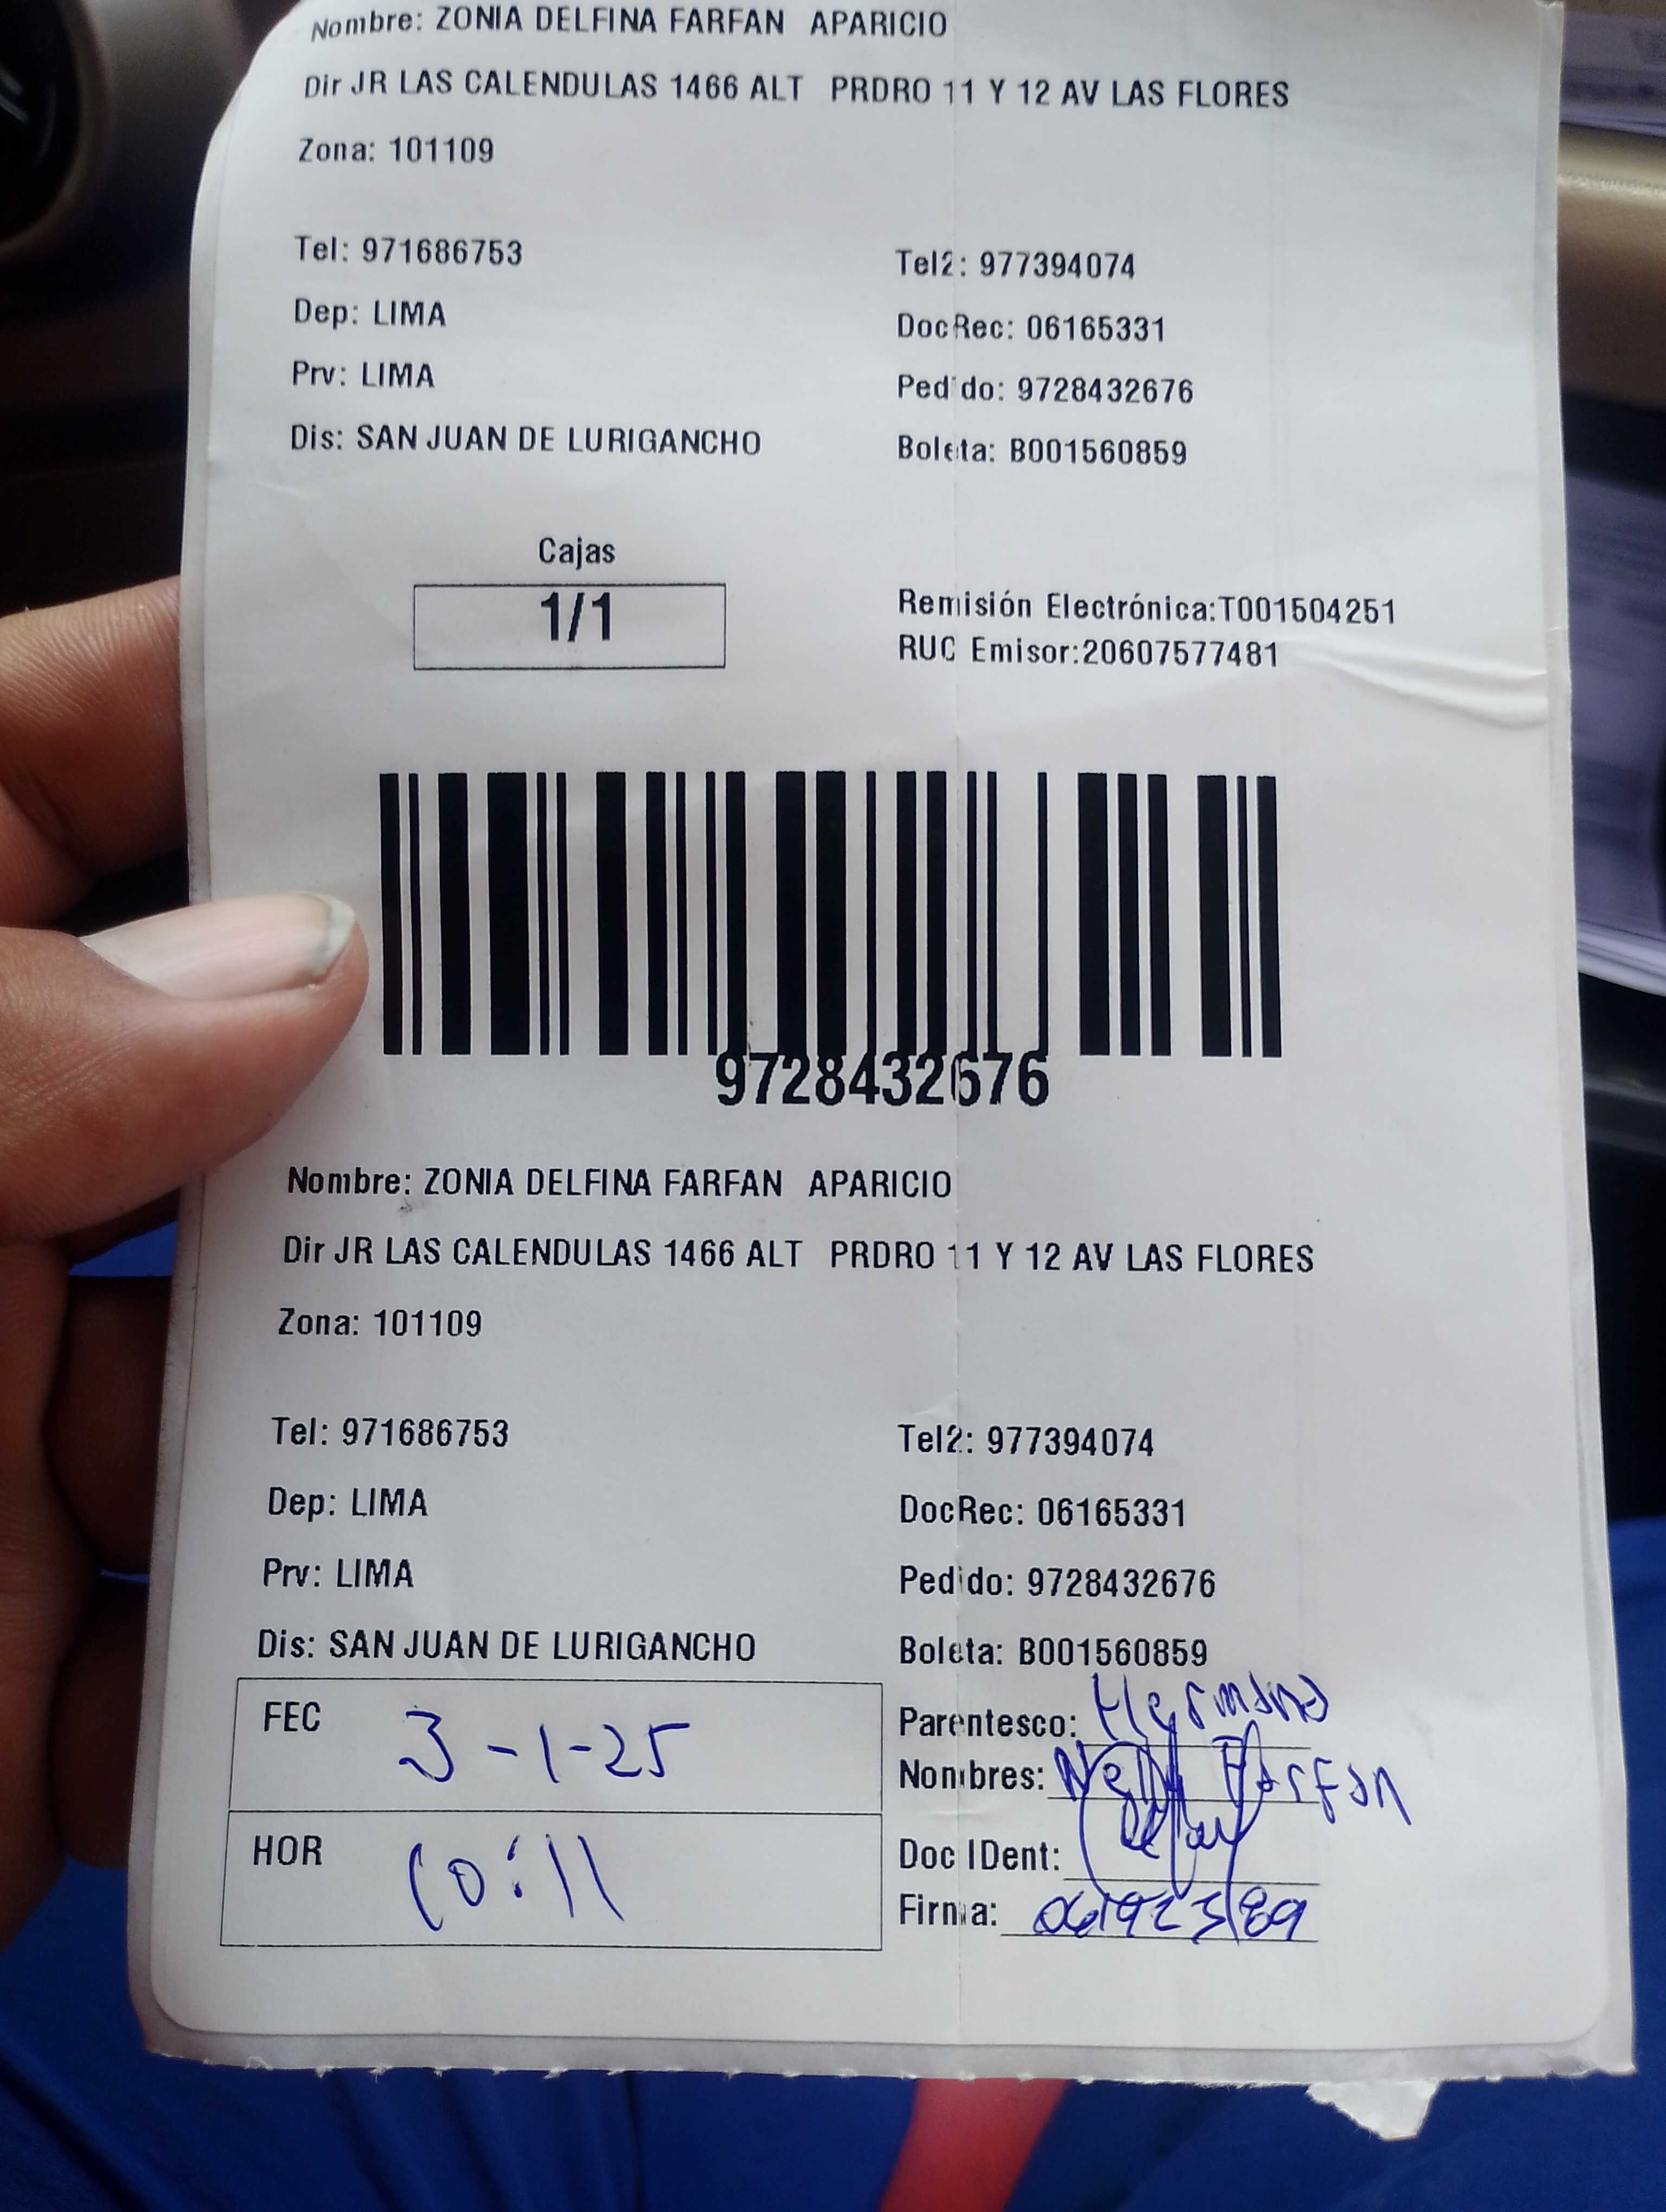 Nombre: ZONIA DELFINA FARFAN APARICIO
Dir JR LAS CALENDULAS 1466 ALT PRDRO 11 Y 12 AV LAS FLORES
Zona: 101109
Tel: 971686753
Tel2: 977394074
Dep: LIMA
DocRec: 06165331
Prv: LIMA
Pedido: 9728432676
Dis: SAN JUAN DE LURIGANCHO
Boleta: B001560859
Cajas
1/1
Remisión Electrónica:T001504251
RUC Emisor:20607577481
9728432676
Nombre: ZONIA DELFINA FARFAN APARICIO
Dir JR LAS CALENDULAS 1466 ALT PRDRO 11 Y 12 AV LAS FLORES
Zona: 101109
Tel: 971686753
Tel2: 977394074
Dep: LIMA
DocRec: 06165331
Prv: LIMA
Pedido: 9728432676
Dis: SAN JUAN DE LURIGANCHO
Boleta: B001560859
FEC 3-1-25
Parentesco: Hermana
Nombres: Farfan
HOR 10:11
Doc IDent:
Firma: